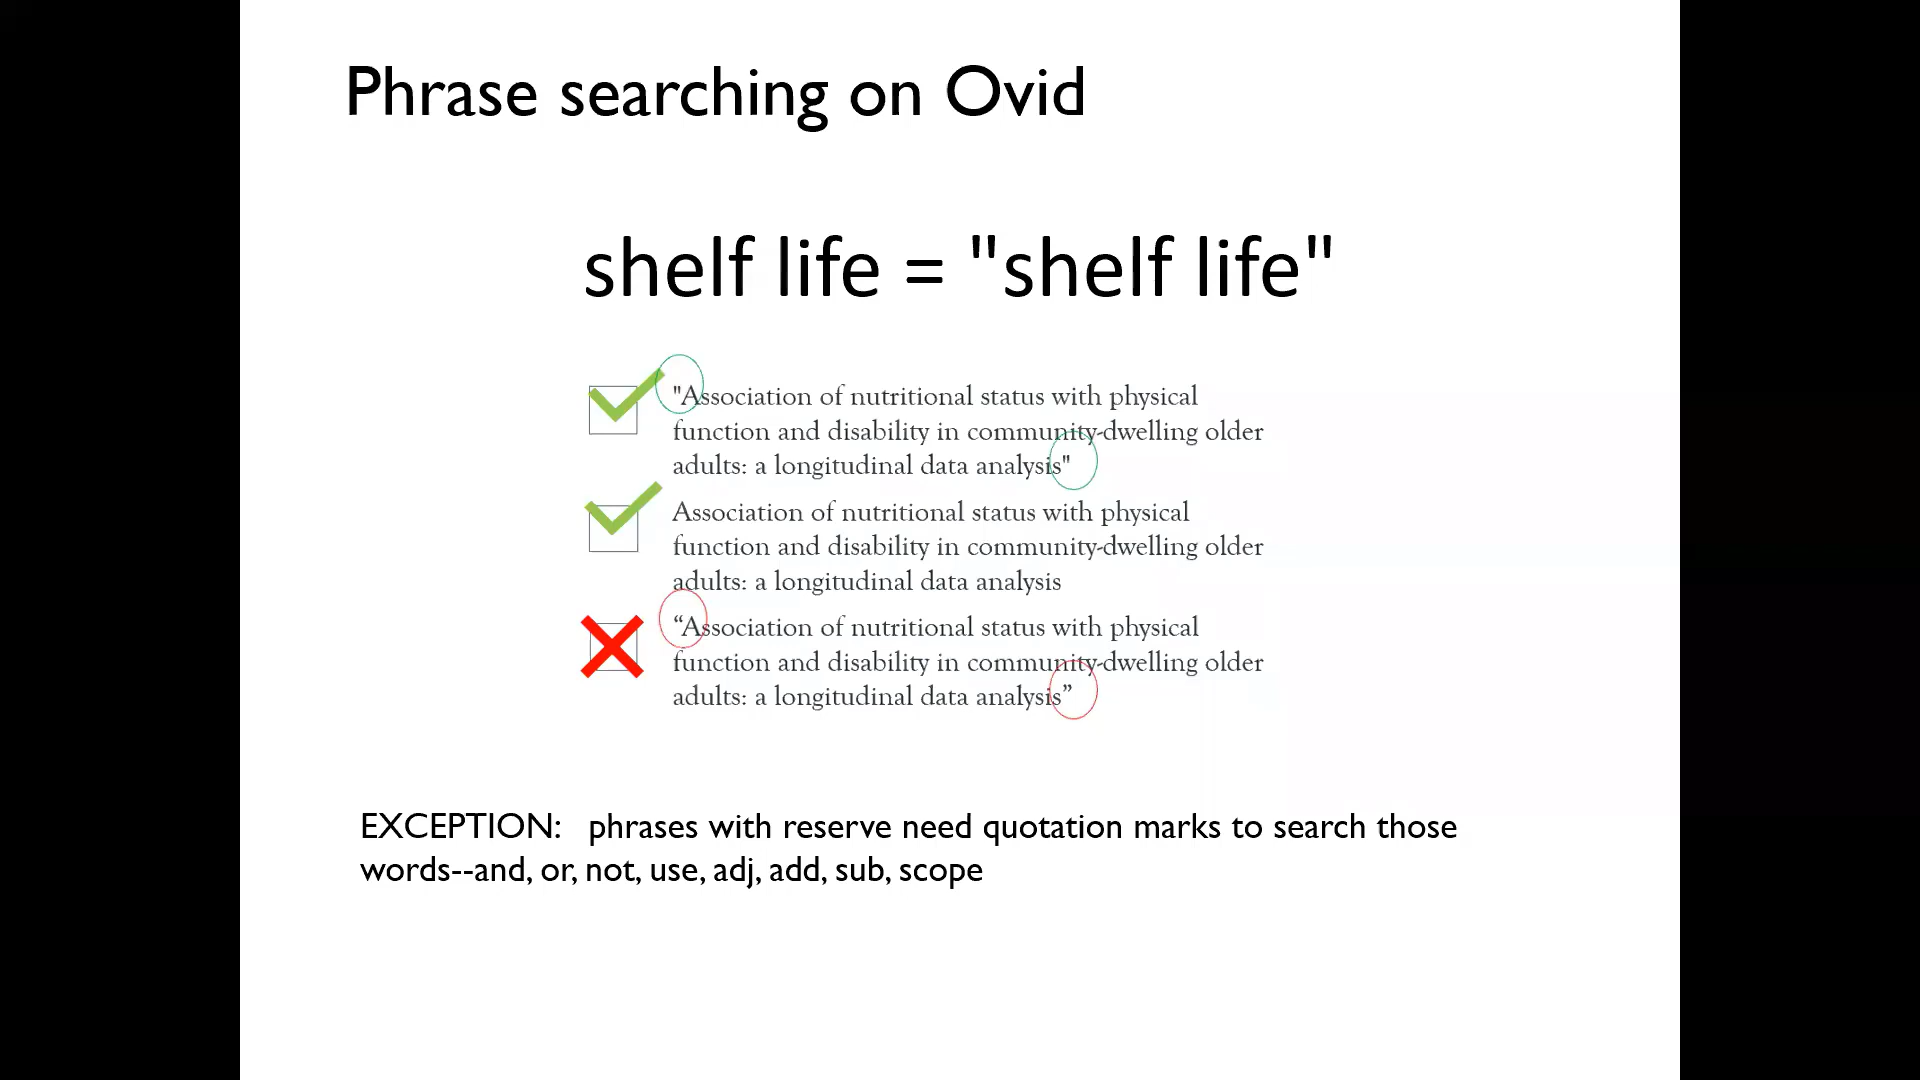 Phrase searching on Ovid
shelf life = "shelf life"
"Association of nutritional status with physical
function and disability in community-dwelling older
adults: a longitudinal data analysis"
Association of nutritional status with physical
function and disability in community-dwelling older
adults: a longitudinal data analysis
“Association of nutritional status with physical
function and disability in community-dwelling older
adults: a longitudinal data analysis”
EXCEPTION: phrases with reserve need quotation marks to search those
words--and, or, not, use, adj, add, sub, scope